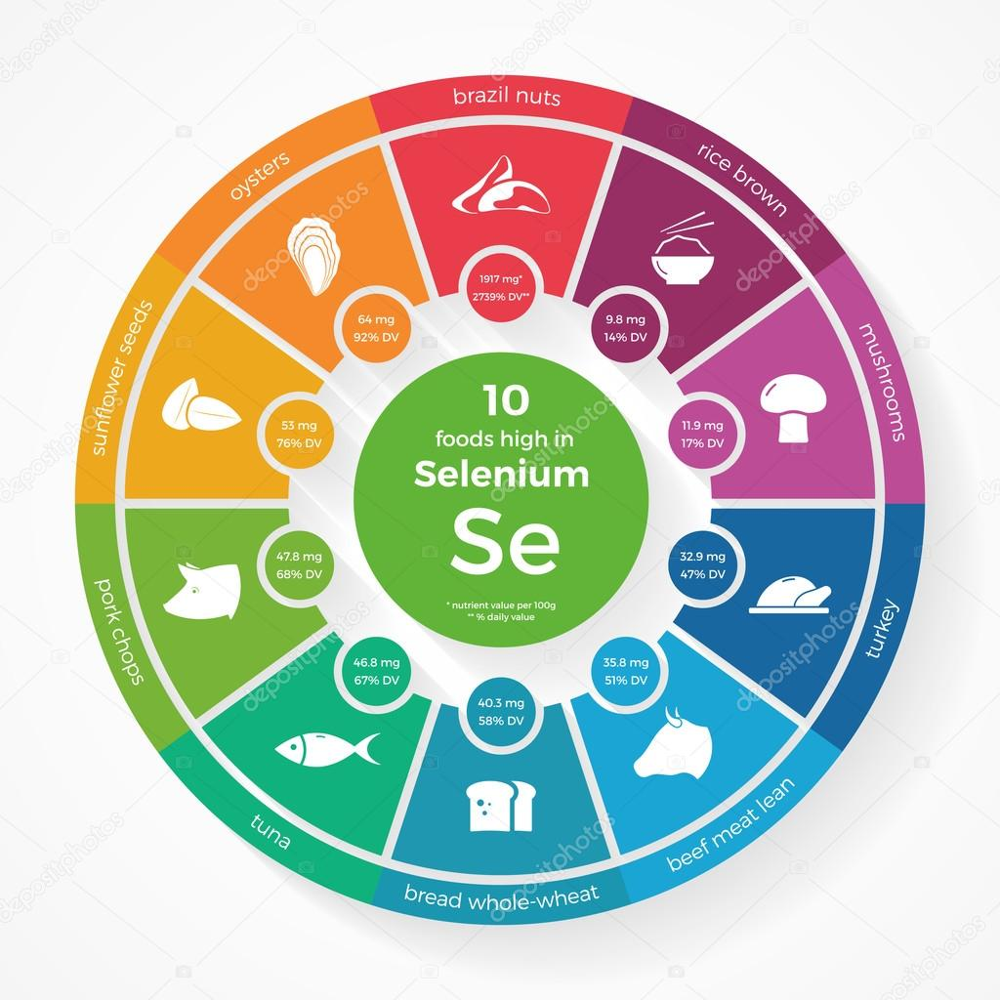 brazil nuts
1917 mg*
2739% DV**
rice brown
9.8 mg
14% DV
mushrooms
11.9 mg
17% DV
turkey
32.9 mg
47% DV
beef meat lean
35.8 mg
51% DV
bread whole-wheat
40.3 mg
58% DV
tuna
46.8 mg
67% DV
pork chops
47.8 mg
68% DV
sunflower seeds
53 mg
76% DV
oysters
64 mg
92% DV
10
foods high in
Selenium
Se
* nutrient value per 100g
** % daily value
depositphotos